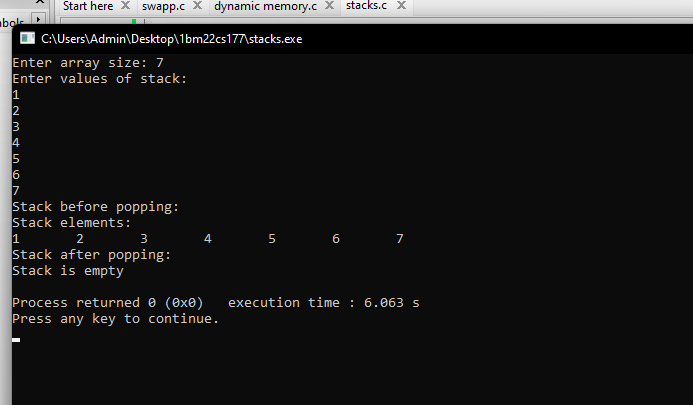 Start here X swapp.c X dynamic memory.c X stacks.c X
bols
C:\Users\Admin\Desktop\1bm22cs177\stacks.exe
Enter array size: 7
Enter values of stack:
1
2
3
4
5
6
7
Stack before popping:
Stack elements:
1 2 3 4 5 6 7
Stack after popping:
Stack is empty
Process returned 0 (0x0) execution time : 6.063 s
Press any key to continue.